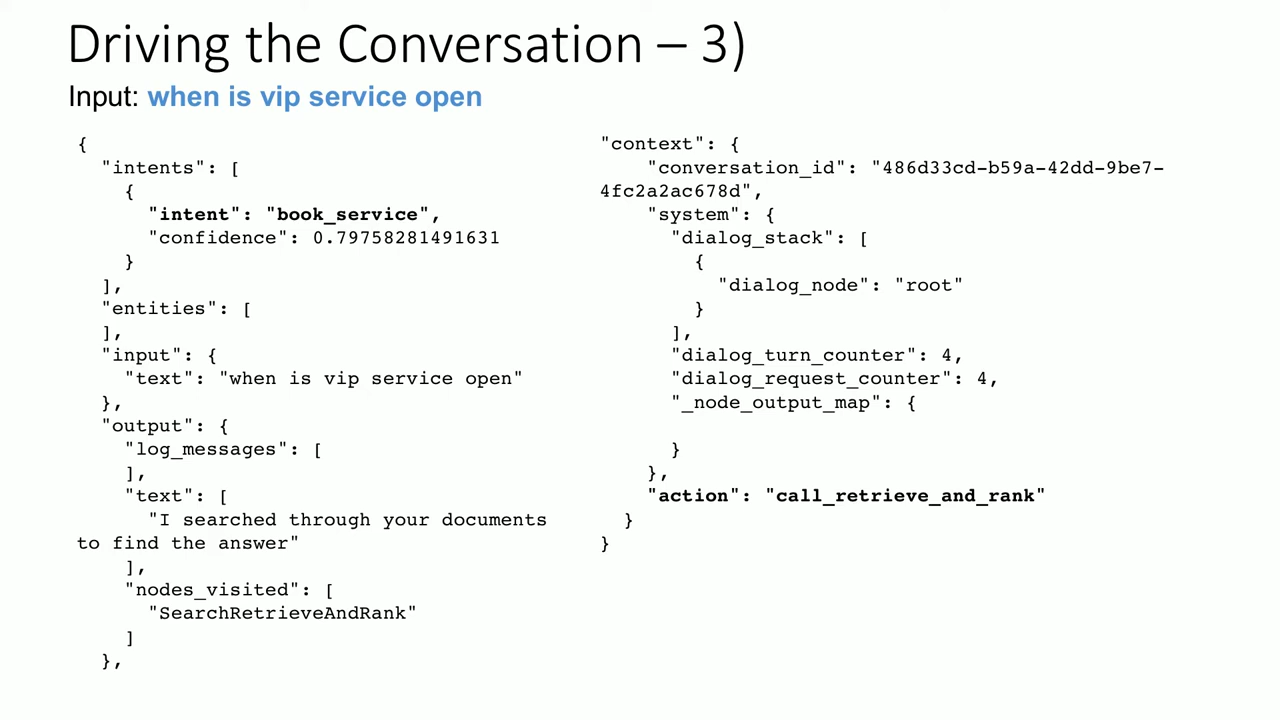 Driving the Conversation – 3)
Input: when is vip service open
{
"intents": [
{
"intent": "book_service",
"confidence": 0.79758281491631
}
],
"entities": [
],
"input": {
"text": "when is vip service open"
},
"output": {
"log_messages": [
],
"text": [
"I searched through your documents
to find the answer"
],
"nodes_visited": [
"SearchRetrieveAndRank"
]
},
"context": {
"conversation_id": "486d33cd-b59a-42dd-9be7-
4fc2a2ac678d",
"system": {
"dialog_stack": [
{
"dialog_node": "root"
}
],
"dialog_turn_counter": 4,
"dialog_request_counter": 4,
"_node_output_map": {
}
},
"action": "call_retrieve_and_rank"
}
}